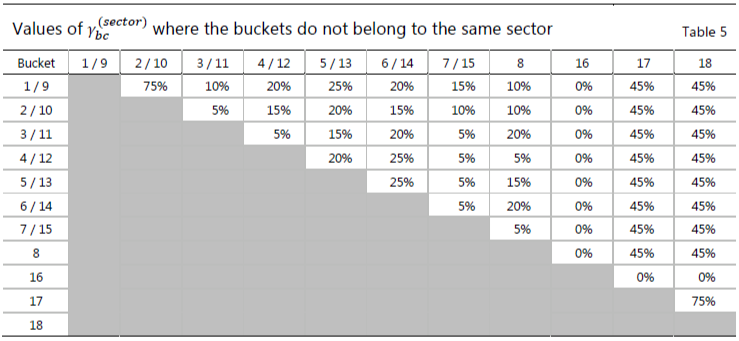 Values of γ_bc^(sector) where the buckets do not belong to the same sector Table 5
Bucket 1 / 9 2 / 10 3 / 11 4 / 12 5 / 13 6 / 14 7 / 15 8 16 17 18
1 / 9 75% 10% 20% 25% 20% 15% 10% 0% 45% 45%
2 / 10 5% 15% 20% 15% 10% 10% 0% 45% 45%
3 / 11 5% 15% 20% 5% 20% 0% 45% 45%
4 / 12 20% 25% 5% 5% 0% 45% 45%
5 / 13 25% 5% 15% 0% 45% 45%
6 / 14 5% 20% 0% 45% 45%
7 / 15 5% 0% 45% 45%
8 0% 45% 45%
16 0% 0%
17 75%
18